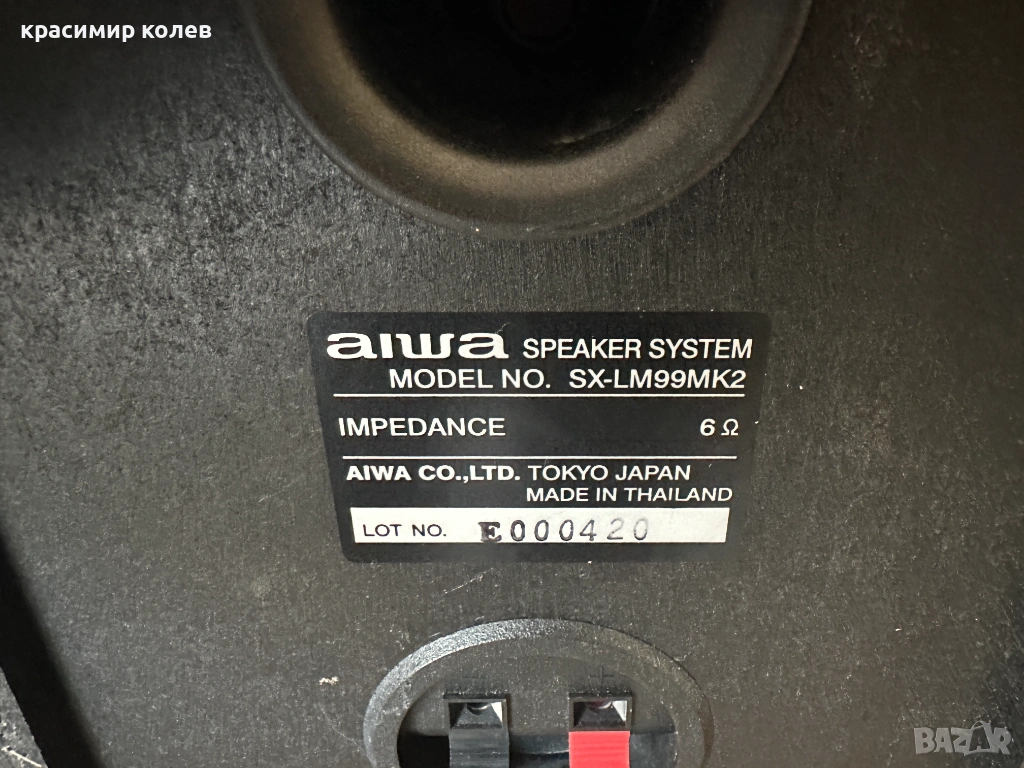 красимир колев
aiwa SPEAKER SYSTEM
MODEL NO. SX-LM99MK2
IMPEDANCE 6 Ω
AIWA CO.,LTD. TOKYO JAPAN
MADE IN THAILAND
LOT NO. E000420
BAZAR